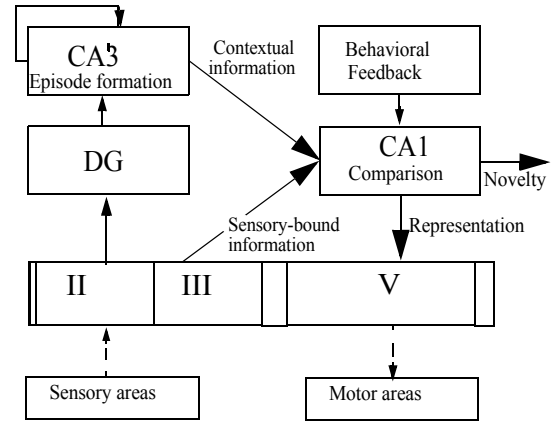 CA3
Episode formation
Contextual
information
Behavioral
Feedback
DG
CA1
Comparison
Novelty
Sensory-bound
information
Representation
II
III
V
Sensory areas
Motor areas